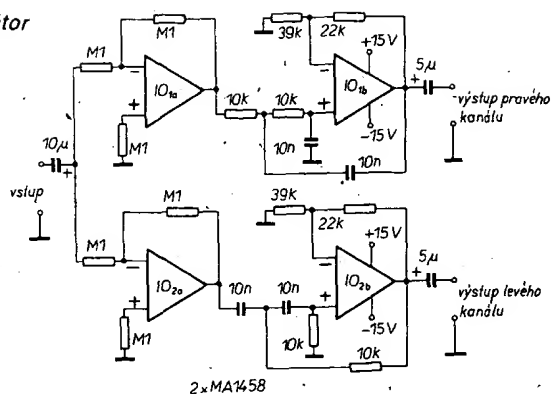 tor
M1
M1
IO1a
M1
10k
10k
10n
39k
22k
+15V
IO1b
-15V
10n
5µ
+
výstup pravého
kanálu
10µ
+
vstup
M1
M1
IO2a
M1
10n
10n
10k
39k
22k
+15V
IO2b
-15V
10k
5µ
+
výstup levého
kanálu
2×MA1458